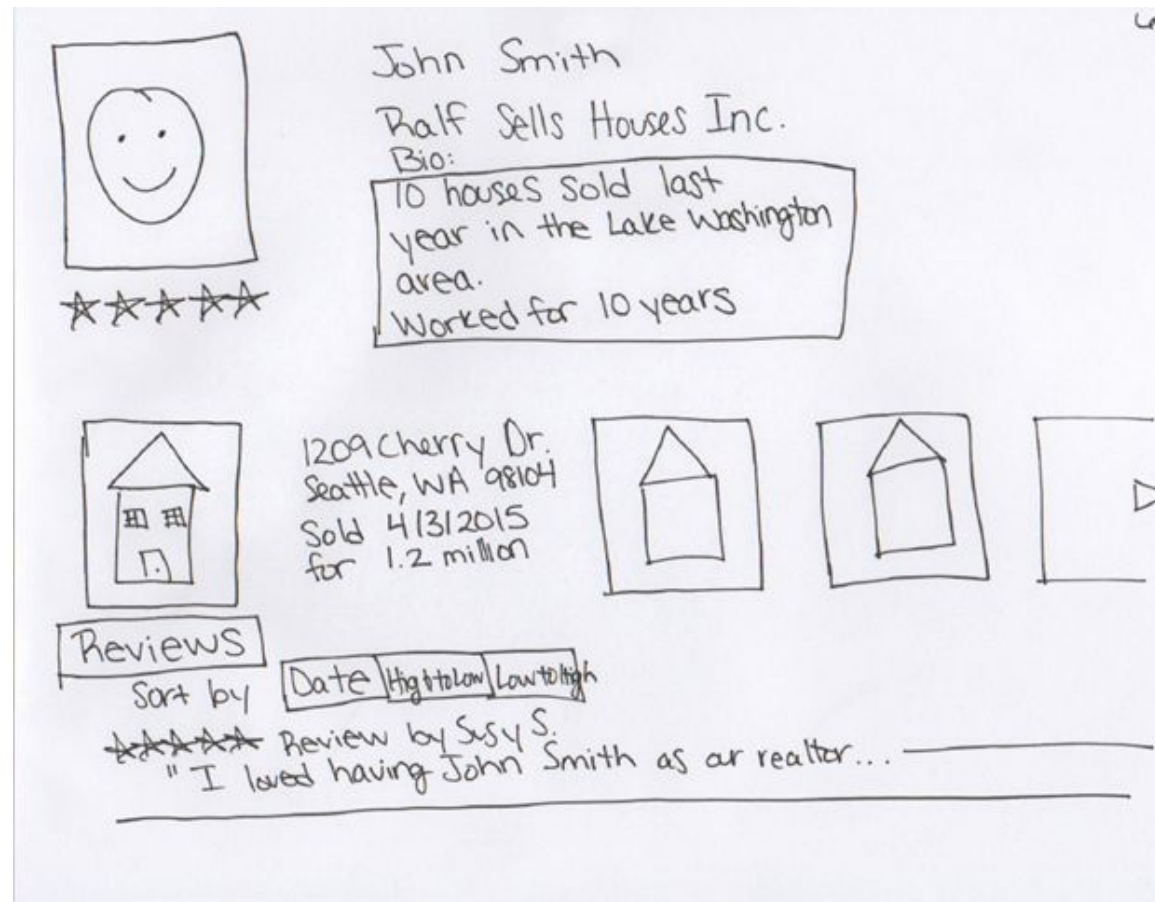 John Smith
Ralf Sells Houses Inc.
Bio:
10 houses sold last
year in the Lake Washington
area.
Worked for 10 years
1209 Cherry Dr.
Seattle, WA 98104
Sold 4/3/2015
for 1.2 million
Reviews
Sort by Date High to Low Low to High
Review by Susy S.
"I loved having John Smith as our realtor...